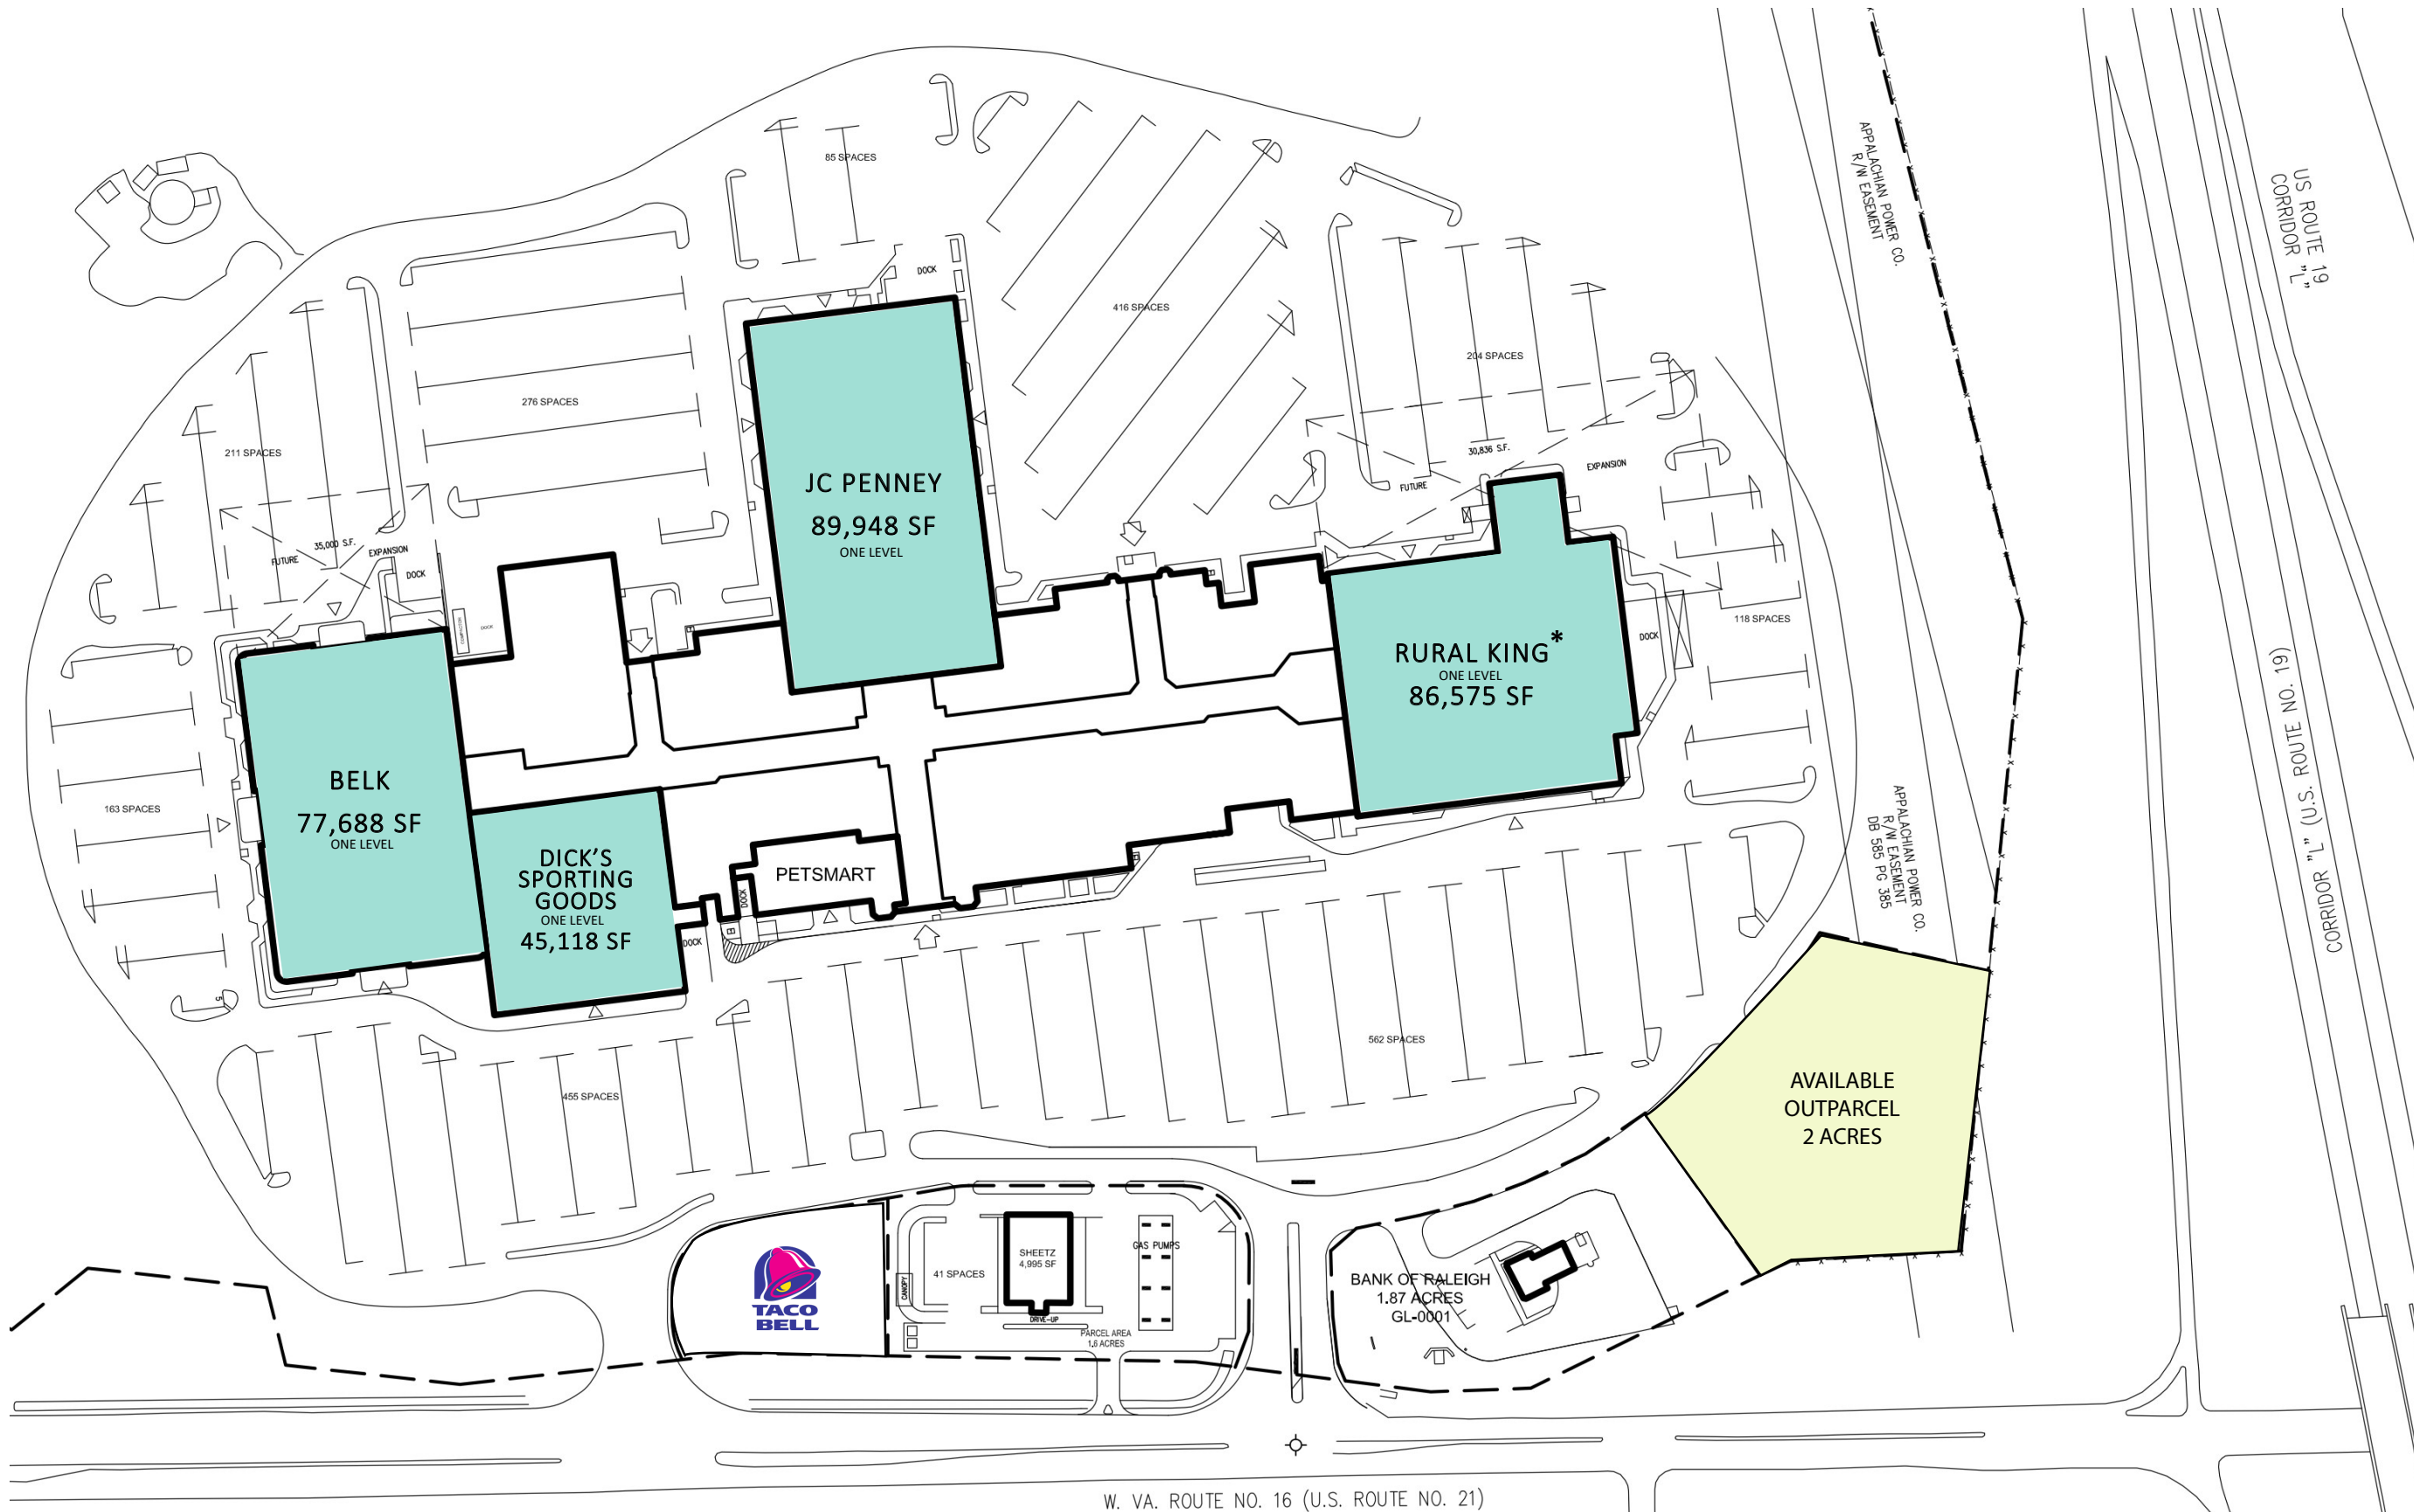 85 SPACES
APPALACHIAN POWER CO.
R/W EASEMENT
US ROUTE 19
CORRIDOR "L"
DOCK
416 SPACES
204 SPACES
276 SPACES
211 SPACES
30,836 S.F.
FUTURE
EXPANSION
JC PENNEY
89,948 SF
ONE LEVEL
35,000 S.F.
FUTURE
EXPANSION
DOCK
COMPACTOR
DOCK
118 SPACES
DOCK
RURAL KING*
ONE LEVEL
86,575 SF
CORRIDOR "L" (U.S. ROUTE NO. 19)
BELK
77,688 SF
ONE LEVEL
163 SPACES
APPALACHIAN POWER CO.
R/W EASEMENT
DB 585 PG 385
DICK'S
SPORTING
GOODS
ONE LEVEL
45,118 SF
PETSMART
DOCK
DOCK
5
562 SPACES
455 SPACES
AVAILABLE
OUTPARCEL
2 ACRES
TACO
BELL
41 SPACES
CANOPY
SHEETZ
4,995 SF
DRIVE-UP
GAS PUMPS
PARCEL AREA
1.6 ACRES
BANK OF RALEIGH
1.87 ACRES
GL-0001
W. VA. ROUTE NO. 16 (U.S. ROUTE NO. 21)